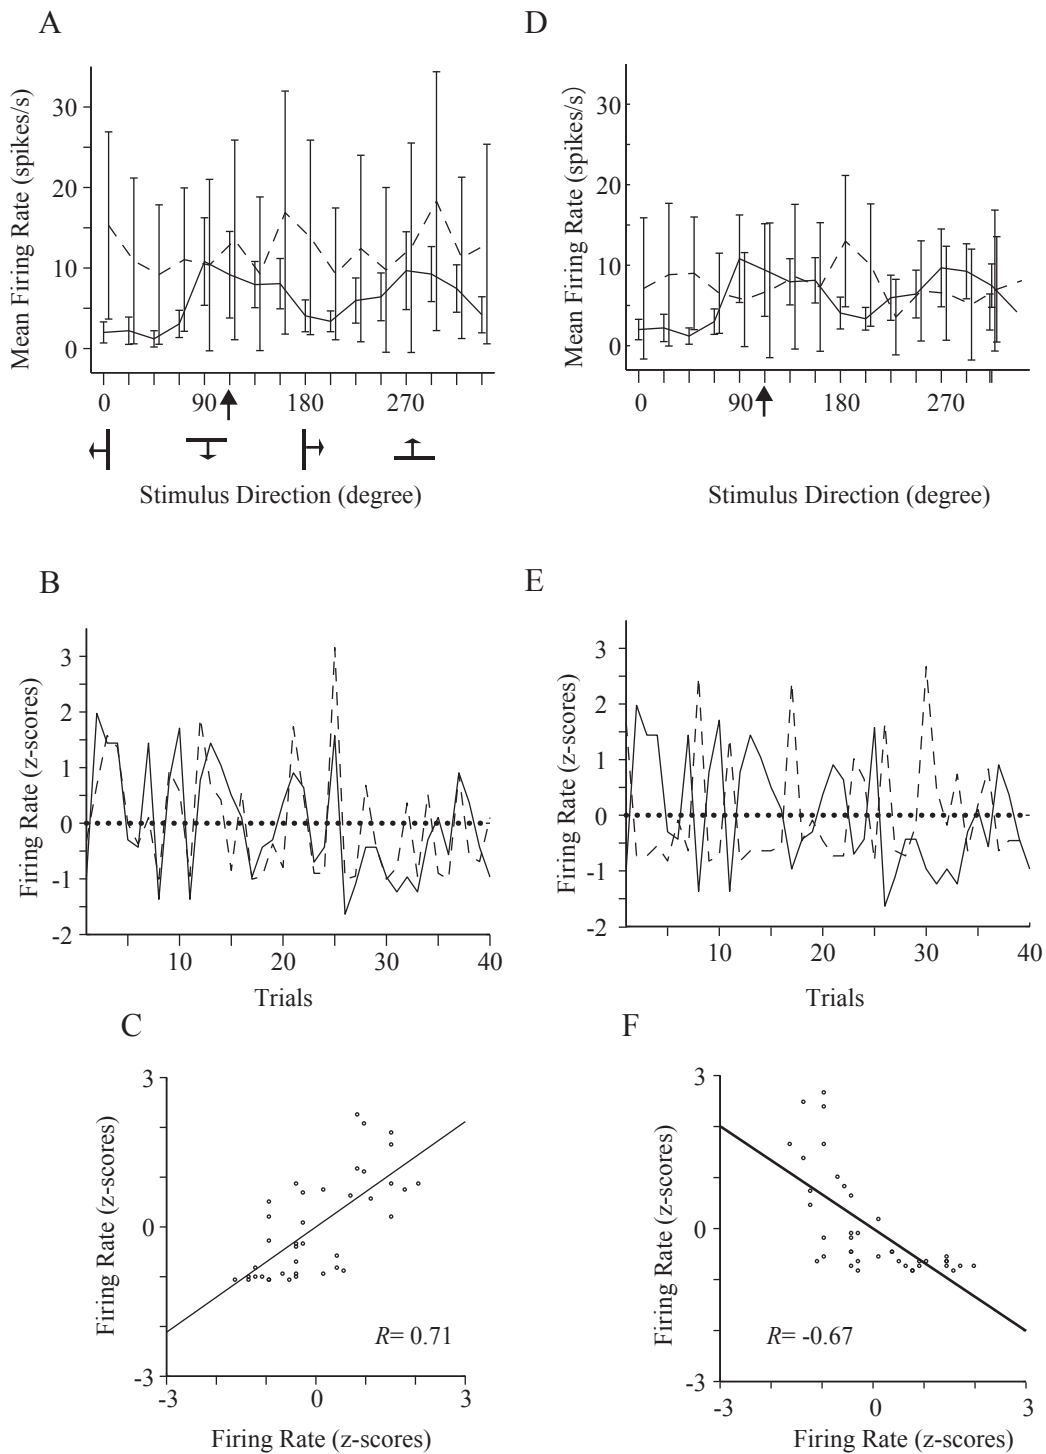 A
Mean Firing Rate (spikes/s)
30
20
10
0
0 90 180 270
Stimulus Direction (degree)
D
Mean Firing Rate (spikes/s)
30
20
10
0
0 90 180 270
Stimulus Direction (degree)
B
Firing Rate (z-scores)
3
2
1
0
-1
-2
10 20 30 40
Trials
E
Firing Rate (z-scores)
3
2
1
0
-1
-2
10 20 30 40
Trials
C
Firing Rate (z-scores)
3
0
-3
R= 0.71
-3 0 3
Firing Rate (z-scores)
F
Firing Rate (z-scores)
3
0
-3
R= -0.67
-3 0 3
Firing Rate (z-scores)